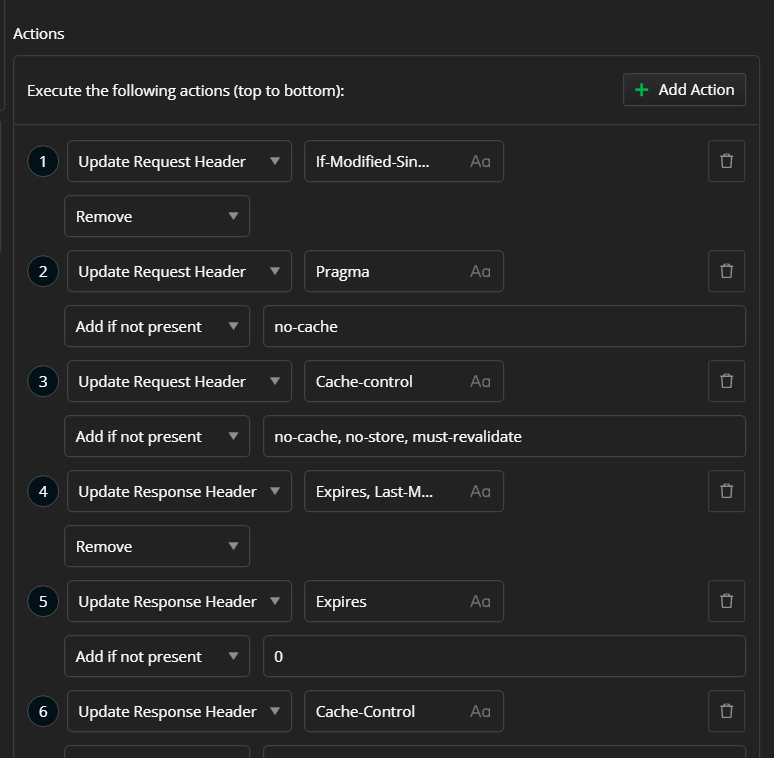 Actions
Execute the following actions (top to bottom):
+ Add Action
1 Update Request Header If-Modified-Sin... Aa
Remove
2 Update Request Header Pragma Aa
Add if not present no-cache
3 Update Request Header Cache-control Aa
Add if not present no-cache, no-store, must-revalidate
4 Update Response Header Expires, Last-M... Aa
Remove
5 Update Response Header Expires Aa
Add if not present 0
6 Update Response Header Cache-Control Aa